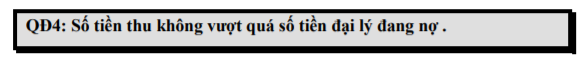 QĐ4: Số tiền thu không vượt quá số tiền đại lý đang nợ .